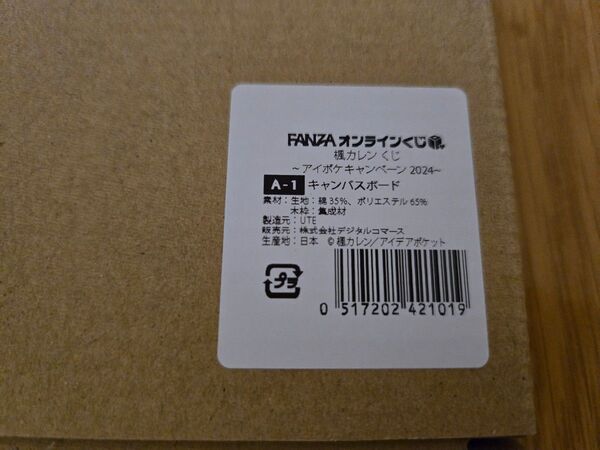 FANZA オンラインくじ
楓カレン くじ
~アイポケキャンペーン 2024~
A-1 キャンバスボード
素材：生地：綿 35%、ポリエステル 65%
木枠：集成材
製造元：UTE
販売元：株式会社デジタルコマース
生産地：日本 © 楓カレン/アイデアポケット
プラ
0 517202 421019